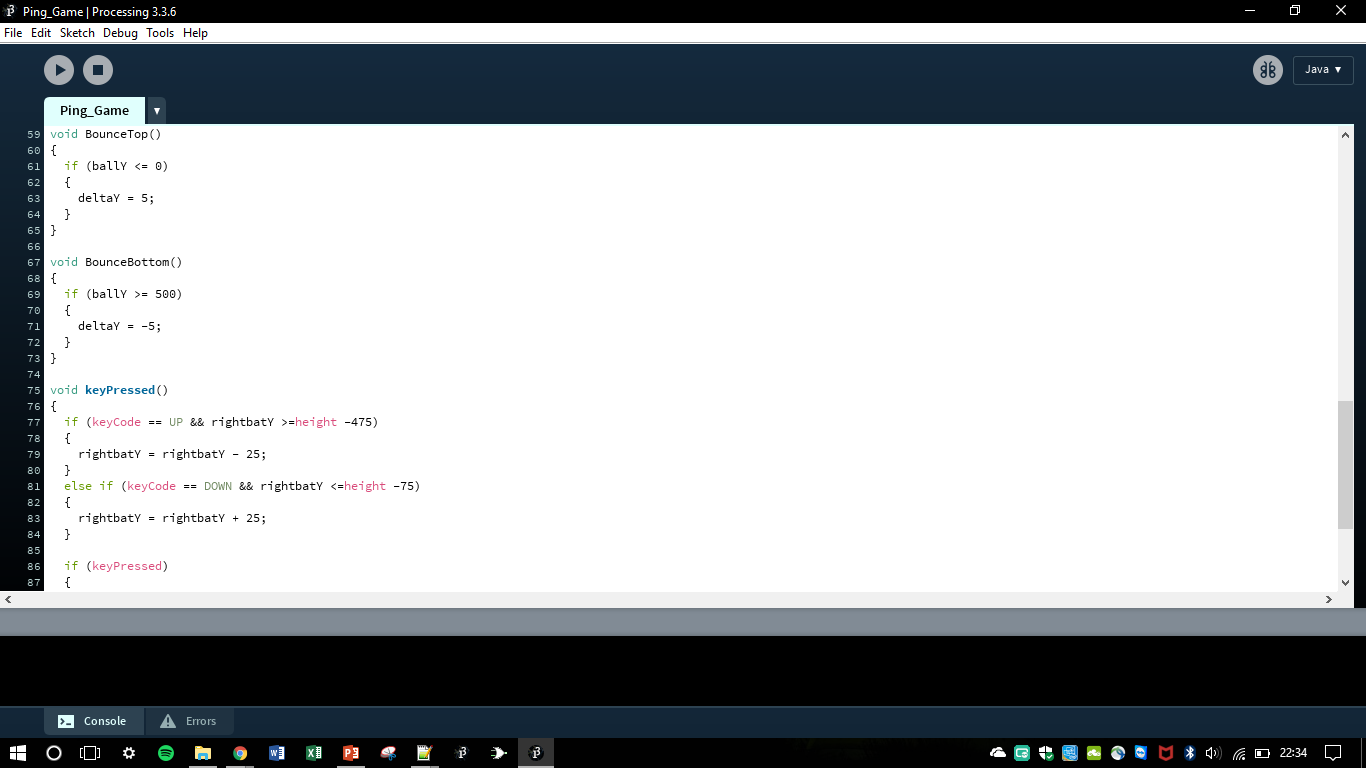 Ping_Game | Processing 3.3.6
File Edit Sketch Debug Tools Help
Java ▼
Ping_Game ▼
59 void BounceTop()
60 {
61 if (ballY <= 0)
62 {
63 deltaY = 5;
64 }
65 }
66
67 void BounceBottom()
68 {
69 if (ballY >= 500)
70 {
71 deltaY = -5;
72 }
73 }
74
75 void keyPressed()
76 {
77 if (keyCode == UP && rightbatY >=height -475)
78 {
79 rightbatY = rightbatY - 25;
80 }
81 else if (keyCode == DOWN && rightbatY <=height -75)
82 {
83 rightbatY = rightbatY + 25;
84 }
85
86 if (keyPressed)
87 {
Console Errors
22:34